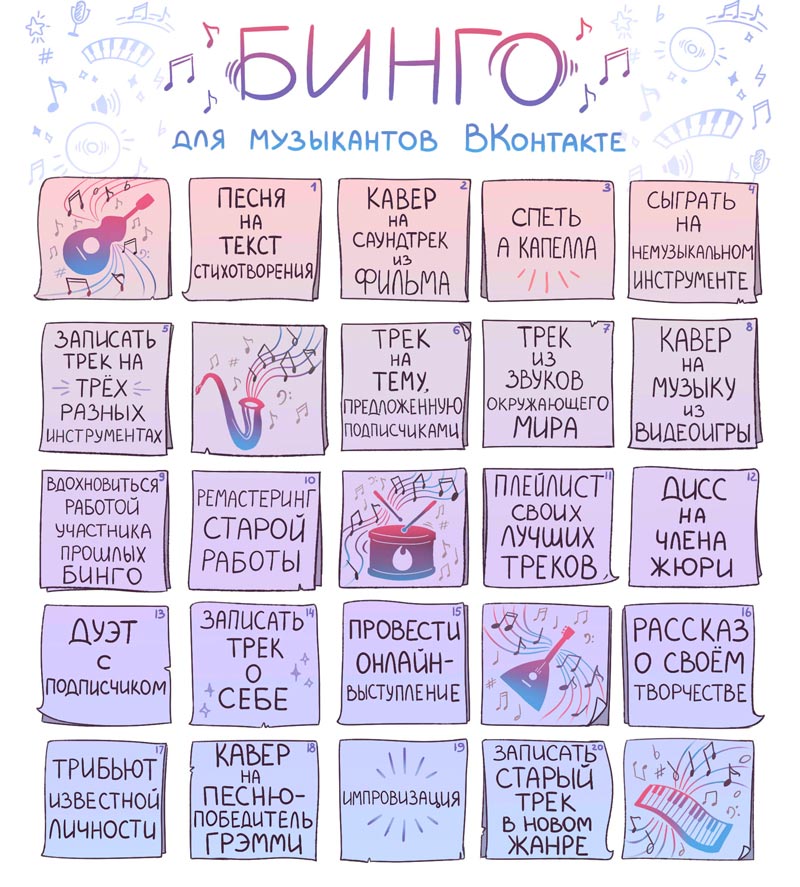 БИНГО
ДЛЯ МУЗЫКАНТОВ ВКОНТАКТЕ
1
ПЕСНЯ
НА
ТЕКСТ
СТИХОТВОРЕНИЯ
2
КАВЕР
НА
САУНДТРЕК
ИЗ
ФИЛЬМА
3
СПЕТЬ
А КАПЕЛЛА
4
СЫГРАТЬ
НА
НЕМУЗЫКАЛЬНОМ
ИНСТРУМЕНТЕ
5
ЗАПИСАТЬ
ТРЕК НА
ТРЁХ
РАЗНЫХ
ИНСТРУМЕНТАХ
6
ТРЕК
НА
ТЕМУ,
ПРЕДЛОЖЕННУЮ
ПОДПИСЧИКАМИ
7
ТРЕК
ИЗ
ЗВУКОВ
ОКРУЖАЮЩЕГО
МИРА
8
КАВЕР
НА
МУЗЫКУ
ИЗ
ВИДЕОИГРЫ
9
ВДОХНОВИТЬСЯ
РАБОТОЙ
УЧАСТНИКА
ПРОШЛЫХ
БИНГО
10
РЕМАСТЕРИНГ
СТАРОЙ
РАБОТЫ
11
ПЛЕЙЛИСТ
СВОИХ
ЛУЧШИХ
ТРЕКОВ
12
ДИСС
НА
ЧЛЕНА
ЖЮРИ
13
ДУЭТ
С
ПОДПИСЧИКОМ
14
ЗАПИСАТЬ
ТРЕК
О
СЕБЕ
15
ПРОВЕСТИ
ОНЛАЙН-
ВЫСТУПЛЕНИЕ
16
РАССКАЗ
О СВОЁМ
ТВОРЧЕСТВЕ
17
ТРИБЬЮТ
ИЗВЕСТНОЙ
ЛИЧНОСТИ
18
КАВЕР
НА
ПЕСНЮ-
ПОБЕДИТЕЛЬ
ГРЭММИ
19
ИМПРОВИЗАЦИЯ
20
ЗАПИСАТЬ
СТАРЫЙ
ТРЕК
В НОВОМ
ЖАНРЕ